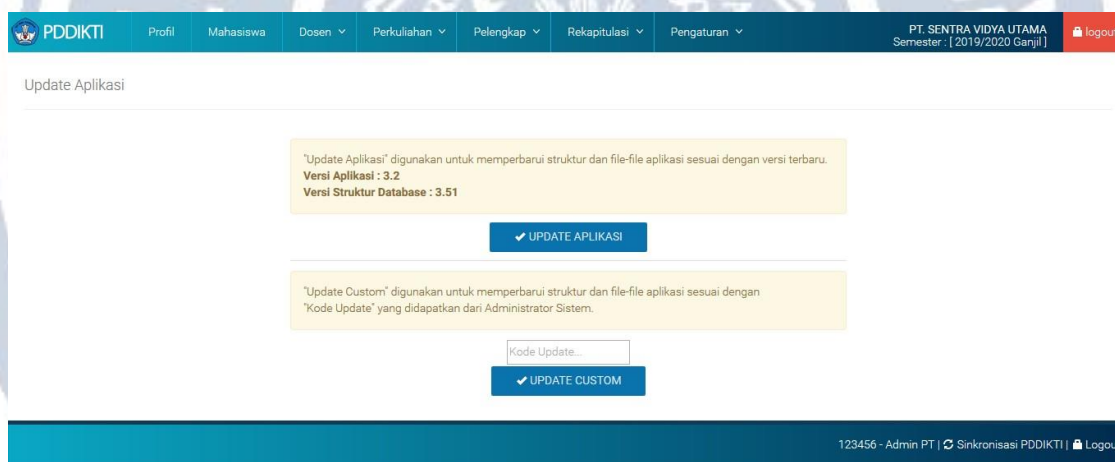 PDDIKTI Profil Mahasiswa Dosen Perkuliahan Pelengkap Rekapitulasi Pengaturan PT. SENTRA VIDYA UTAMA
Semester : [ 2019/2020 Ganjil ] logout
Update Aplikasi
"Update Aplikasi" digunakan untuk memperbarui struktur dan file-file aplikasi sesuai dengan versi terbaru.
Versi Aplikasi : 3.2
Versi Struktur Database : 3.51
UPDATE APLIKASI
"Update Custom" digunakan untuk memperbarui struktur dan file-file aplikasi sesuai dengan
"Kode Update" yang didapatkan dari Administrator Sistem.
Kode Update...
UPDATE CUSTOM
123456 - Admin PT | Sinkronisasi PDDIKTI | Logou